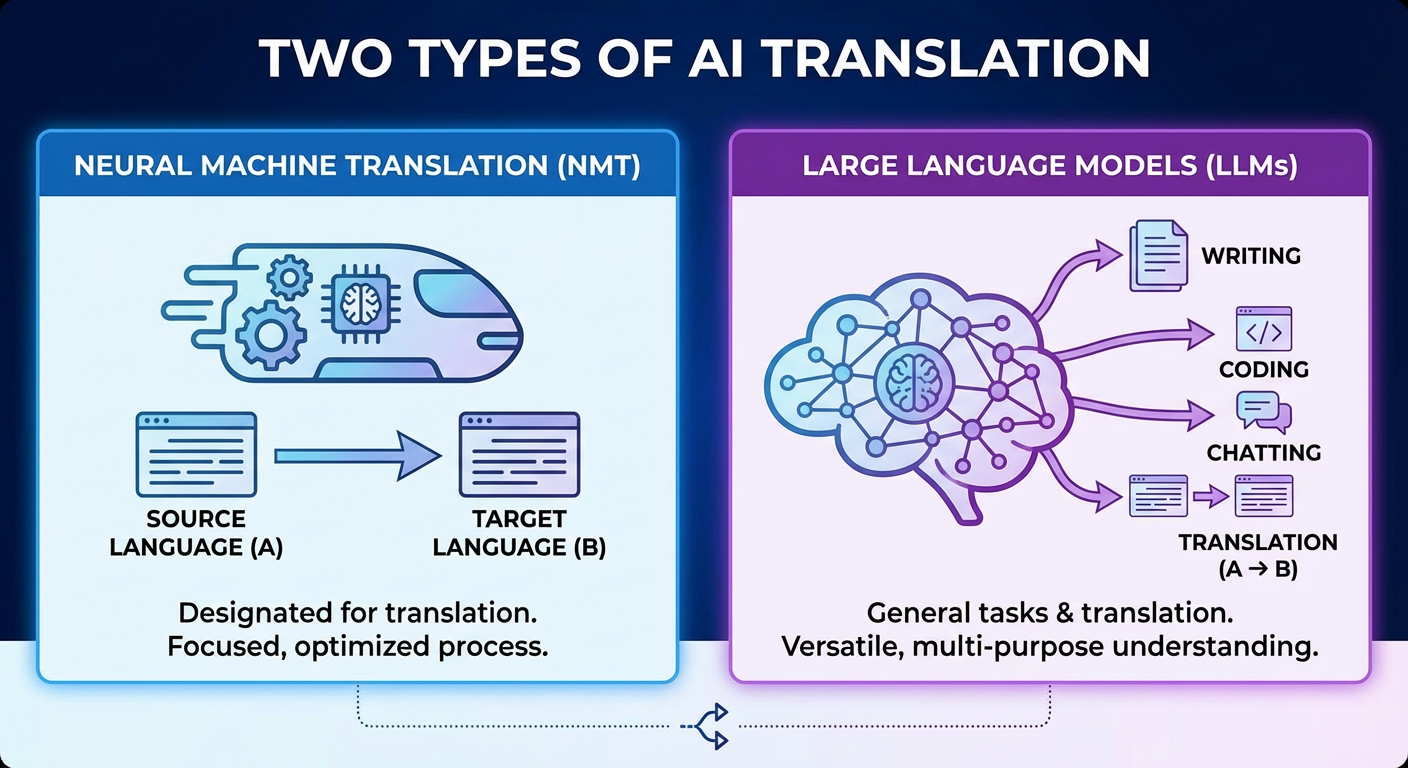 TWO TYPES OF AI TRANSLATION
NEURAL MACHINE TRANSLATION (NMT)
SOURCE
LANGUAGE (A)
TARGET
LANGUAGE (B)
Designated for translation.
Focused, optimized process.
LARGE LANGUAGE MODELS (LLMs)
WRITING
</>
CODING
CHATTING
TRANSLATION
(A → B)
General tasks & translation.
Versatile, multi-purpose understanding.